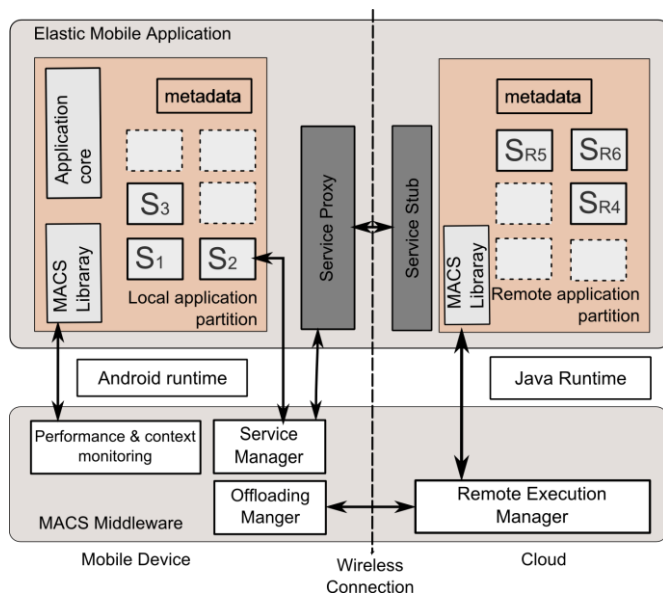 Elastic Mobile Application
metadata
Application
core
S3
S1
S2
MACS
Libraray
Local application
partition
Service Proxy
Service Stub
metadata
SR5
SR6
SR4
MACS
Library
Remote application
partition
Android runtime
Java Runtime
Performance & context
monitoring
Service
Manager
Offloading
Manger
Remote Execution
Manager
MACS Middleware
Mobile Device
Wireless
Connection
Cloud